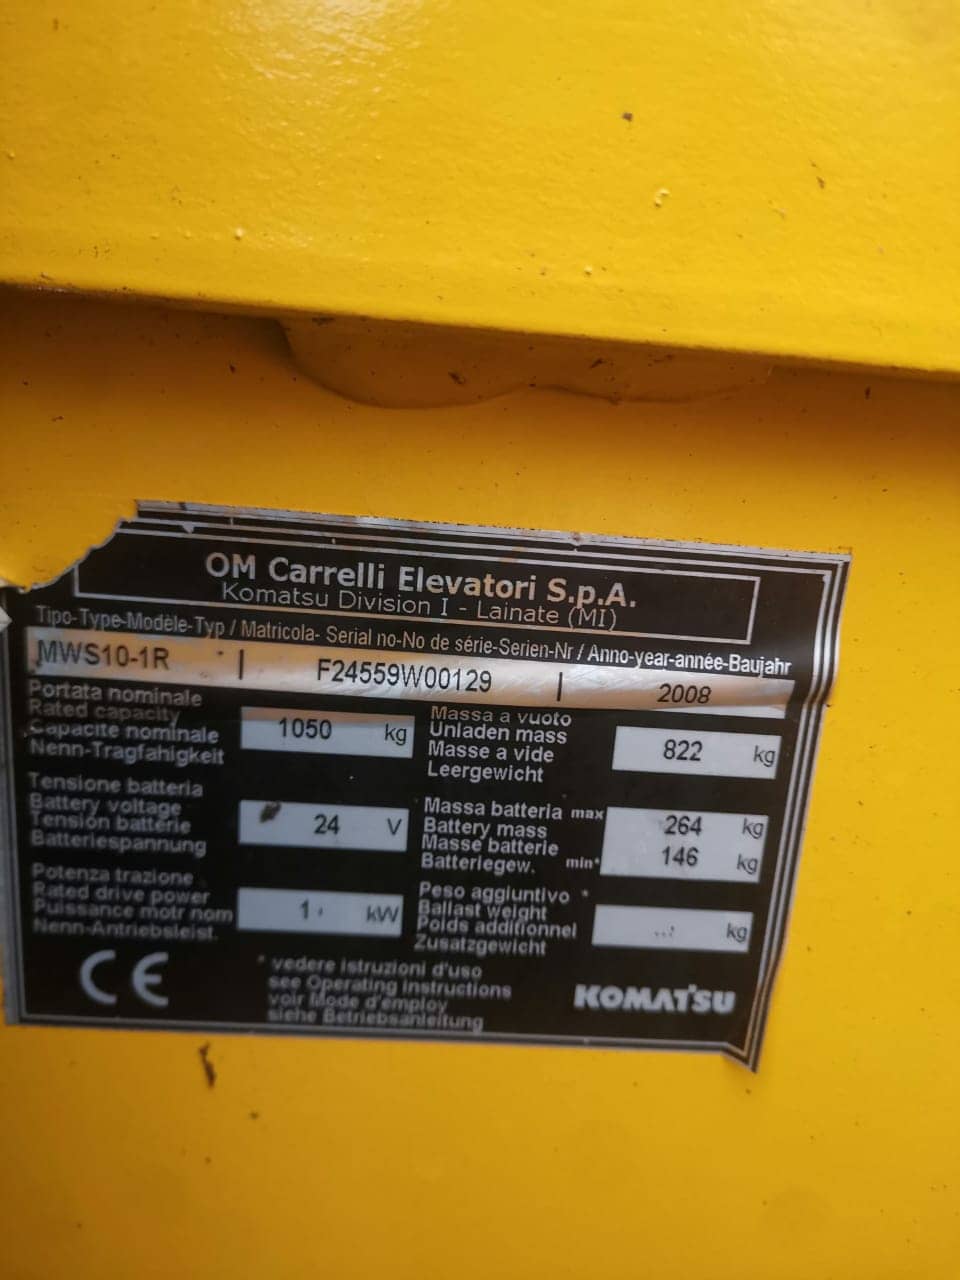 OM Carrelli Elevatori S.p.A.
Komatsu Division I - Lainate (MI)
Tipo-Type-Modèle-Typ / Matricola- Serial no-No de série-Serien-Nr / Anno-year-année-Baujahr
MWS10-1R | F24559W00129 | 2008
Portata nominale
Rated capacity
Capacite nominale
Nenn-Tragfahigkeit
1050 kg
Massa a vuoto
Unladen mass
Masse a vide
Leergewicht
822 kg
Tensione batteria
Battery voltage
Tension batterie
Batteriespannung
24 V
Massa batteria max
Battery mass
Masse batterie
Batteriegew. min*
264 kg
146 kg
Potenza trazione
Rated drive power
Puissance motr nom
Nenn-Antriebsleist.
1 kW
Peso aggiuntivo *
Ballast weight
Poids additionnel
Zusatzgewicht
kg
CE
* vedere istruzioni d'uso
see Operating instructions
voir Mode d'employ
siehe Betriebsanleitung
KOMATSU